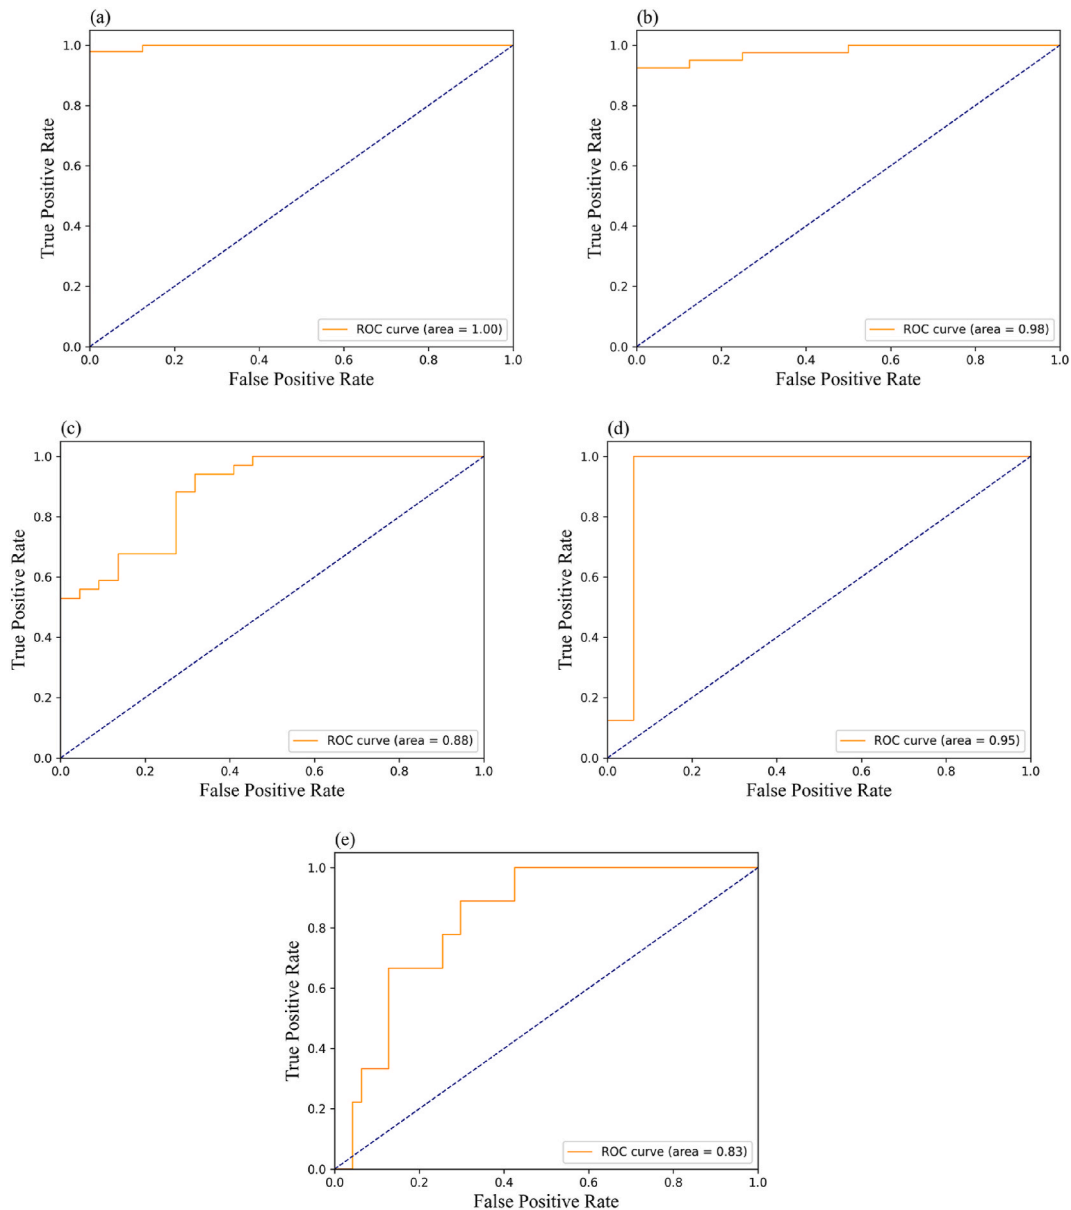 (a)
1.0
0.8
0.6
0.4
0.2
0.0
True Positive Rate
ROC curve (area = 1.00)
0.0 0.2 0.4 0.6 0.8 1.0
False Positive Rate
(b)
1.0
0.8
0.6
0.4
0.2
0.0
True Positive Rate
ROC curve (area = 0.98)
0.0 0.2 0.4 0.6 0.8 1.0
False Positive Rate
(c)
1.0
0.8
0.6
0.4
0.2
0.0
True Positive Rate
ROC curve (area = 0.88)
0.0 0.2 0.4 0.6 0.8 1.0
False Positive Rate
(d)
1.0
0.8
0.6
0.4
0.2
0.0
True Positive Rate
ROC curve (area = 0.95)
0.0 0.2 0.4 0.6 0.8 1.0
False Positive Rate
(e)
1.0
0.8
0.6
0.4
0.2
0.0
True Positive Rate
ROC curve (area = 0.83)
0.0 0.2 0.4 0.6 0.8 1.0
False Positive Rate